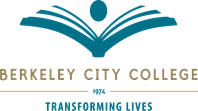 BERKELEY CITY COLLEGE
1974
TRANSFORMING LIVES